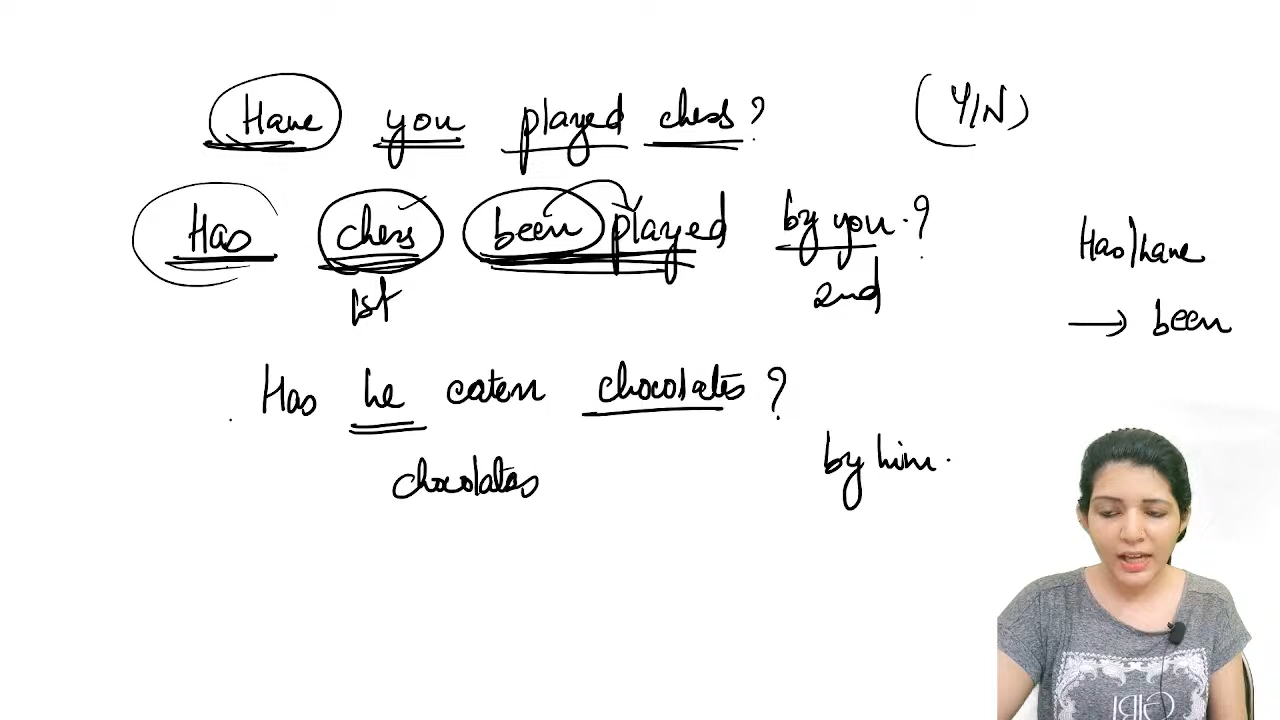 Have you played chess? (Y/N)
Has chess been played by you.?
1st 2nd
Has/have
→ been
Has he eaten chocolates?
chocolates by him.